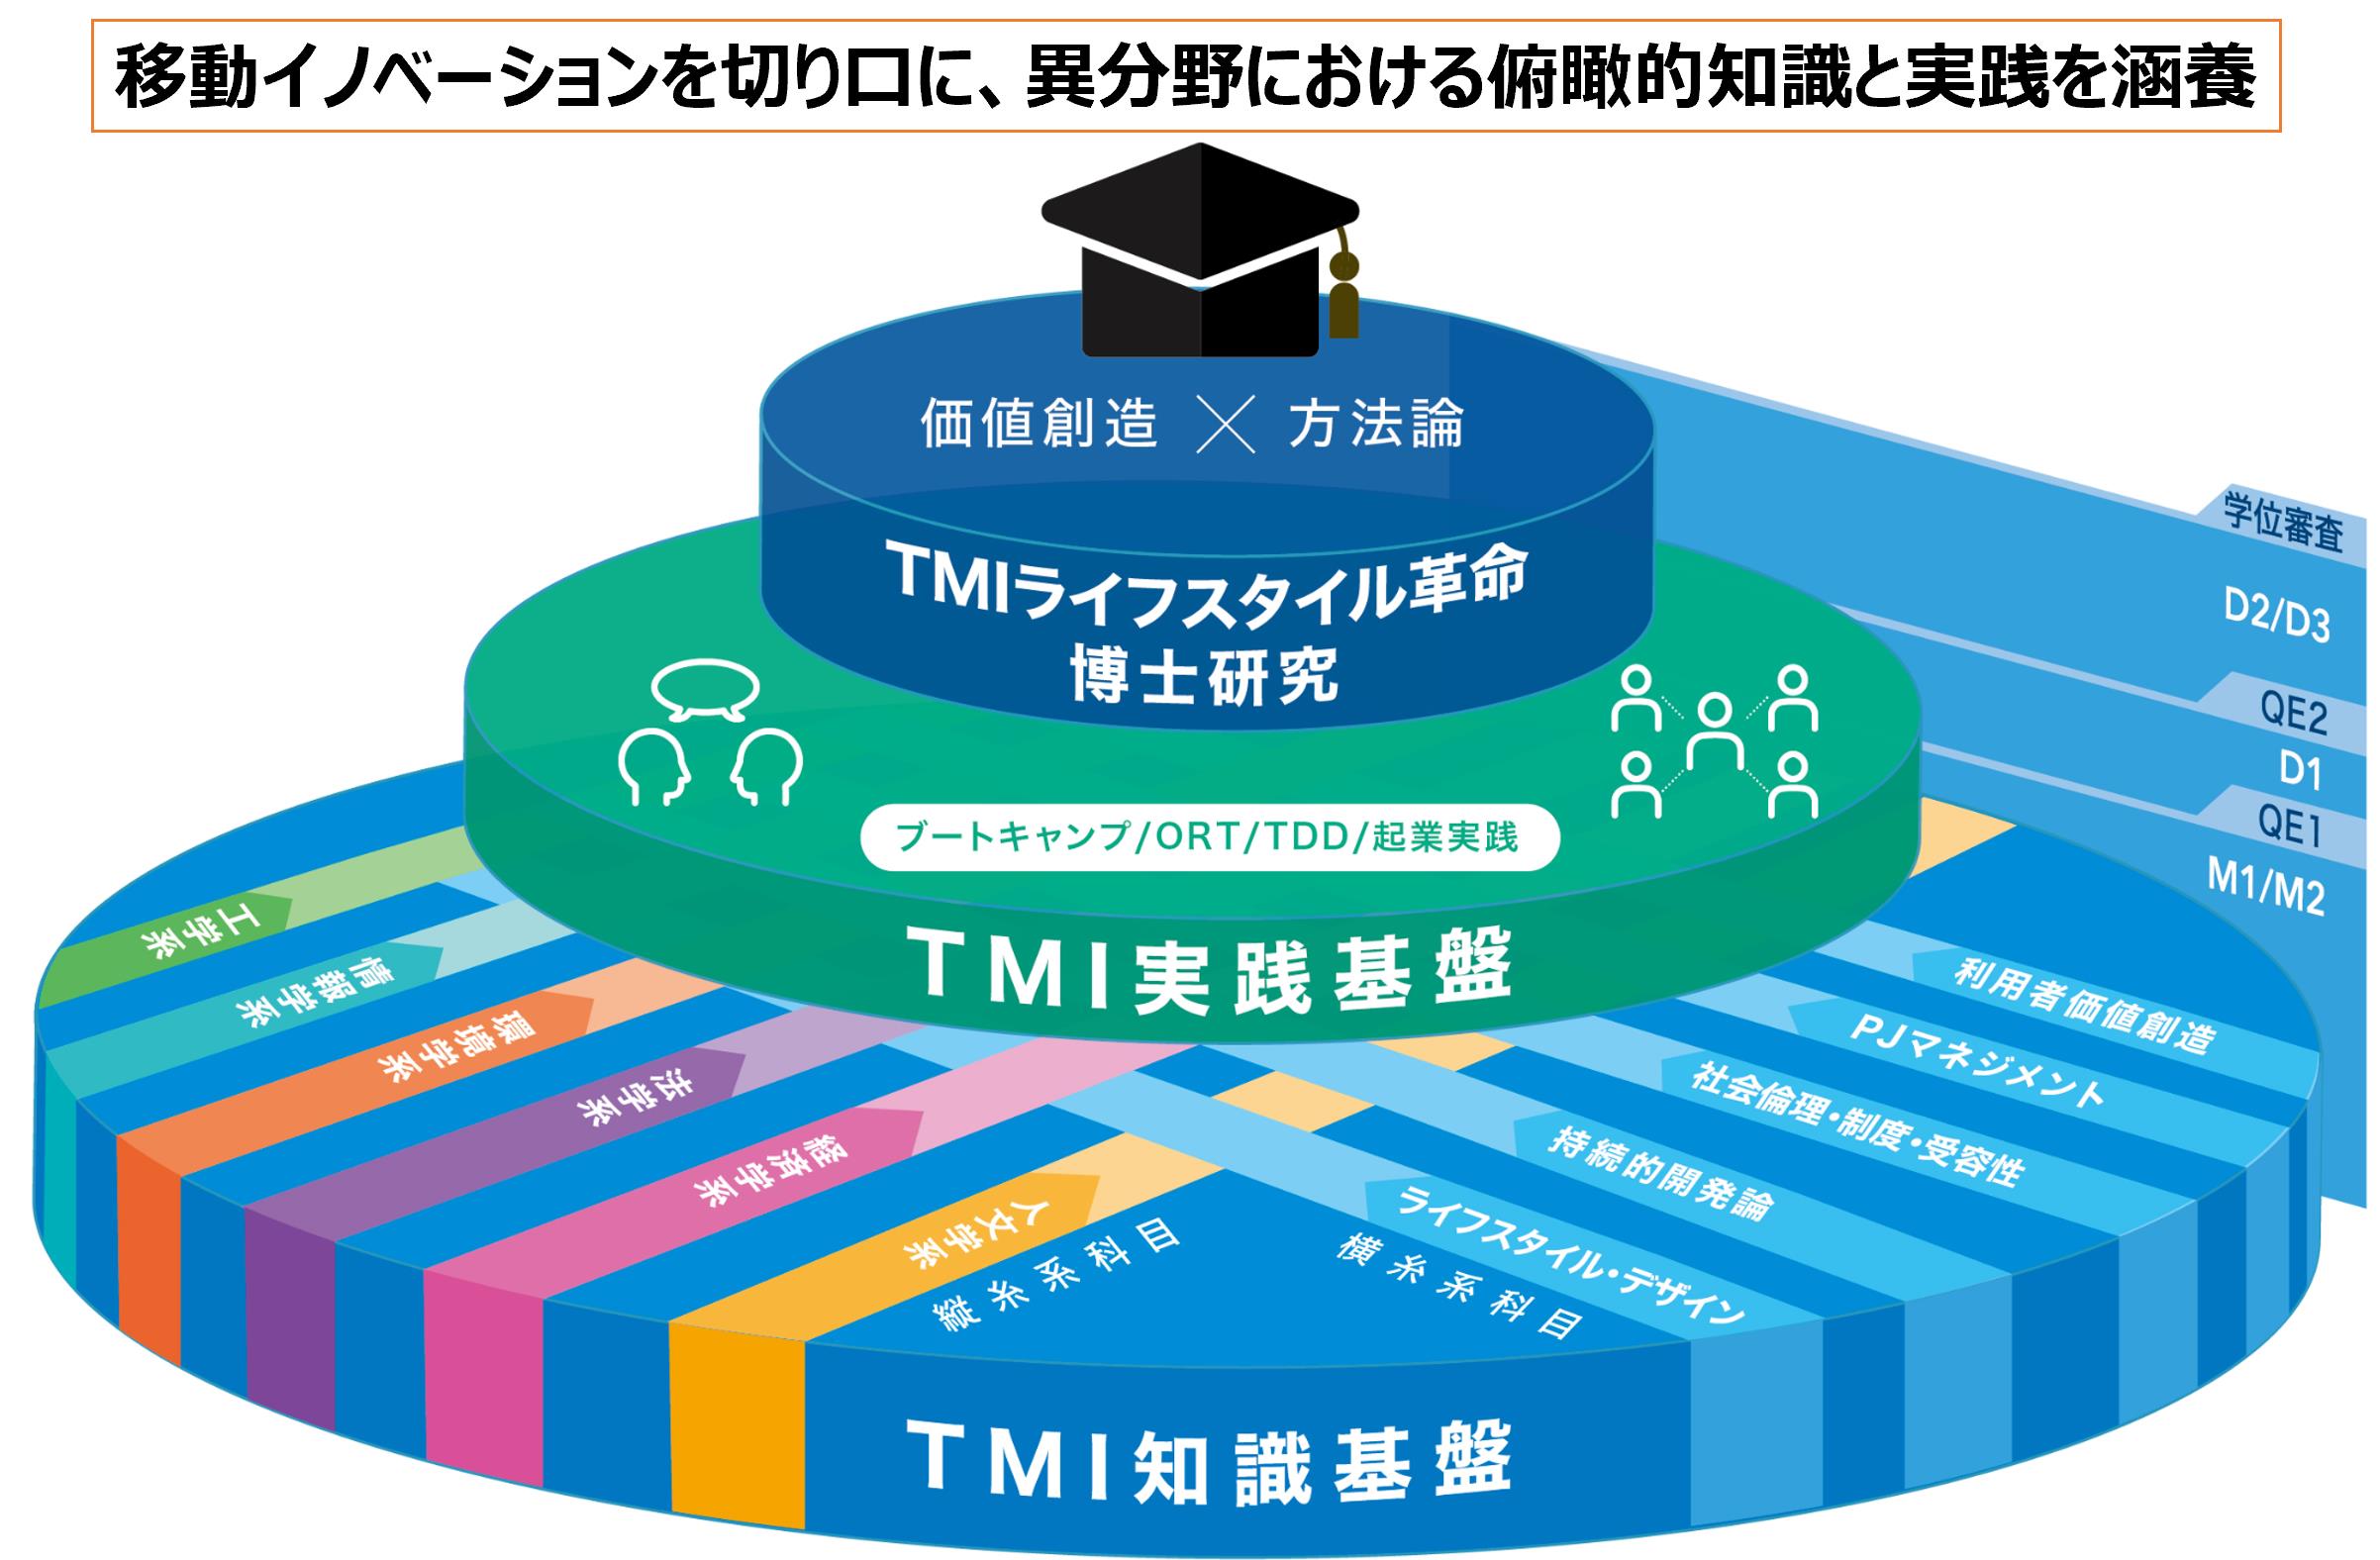 移動イノベーションを切り口に、異分野における俯瞰的知識と実践を涵養
価値創造 × 方法論
TMIライフスタイル革命
博士研究
学位審査
D2/D3
QE2
D1
QE1
M1/M2
ブートキャンプ/ORT/TDD/起業実践
TMI実践基盤
工学系
情報学系
環境学系
法学系
経済学系
人文学系
縦糸系科目
利用者価値創造
PJマネジメント
社会倫理・制度・受容性
持続的開発論
ライフスタイル・デザイン
横糸系科目
TMI知識基盤